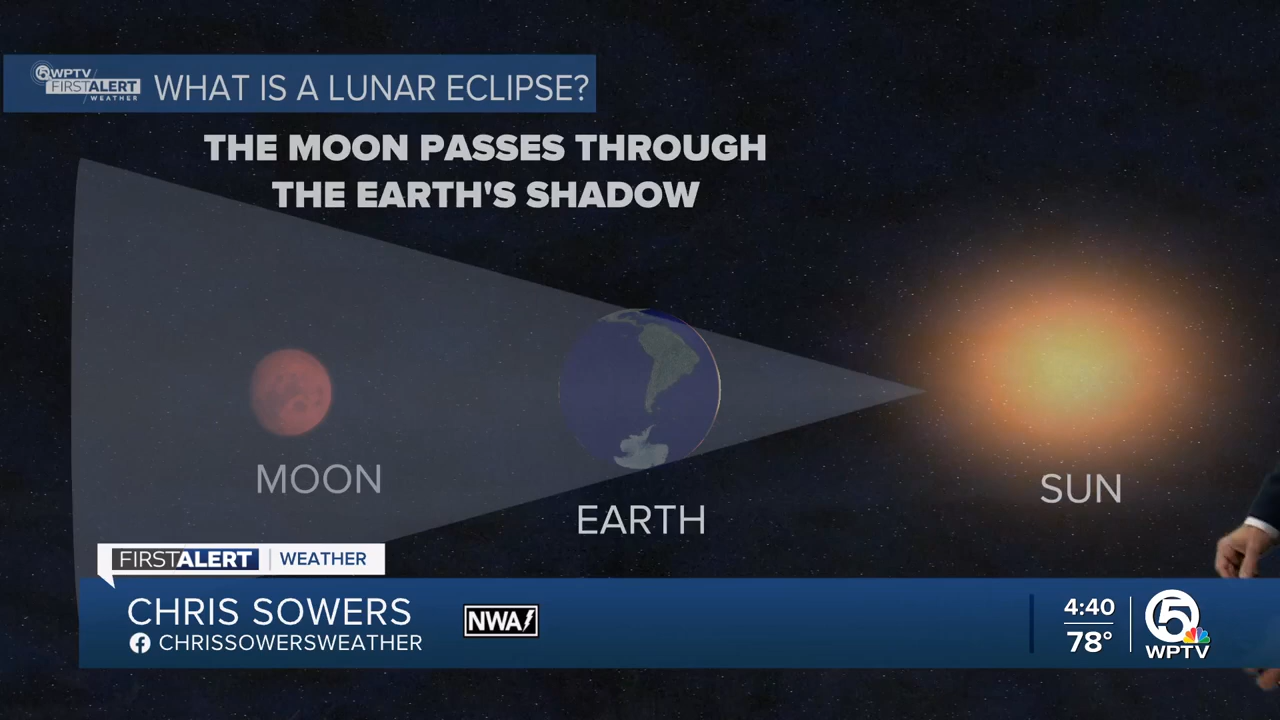 5 WPTV
FIRST ALERT
WEATHER
WHAT IS A LUNAR ECLIPSE?
THE MOON PASSES THROUGH
THE EARTH'S SHADOW
MOON
EARTH
SUN
FIRST ALERT WEATHER
CHRIS SOWERS
CHRISSOWERSWEATHER
NWA
4:40
78°
5
WPTV